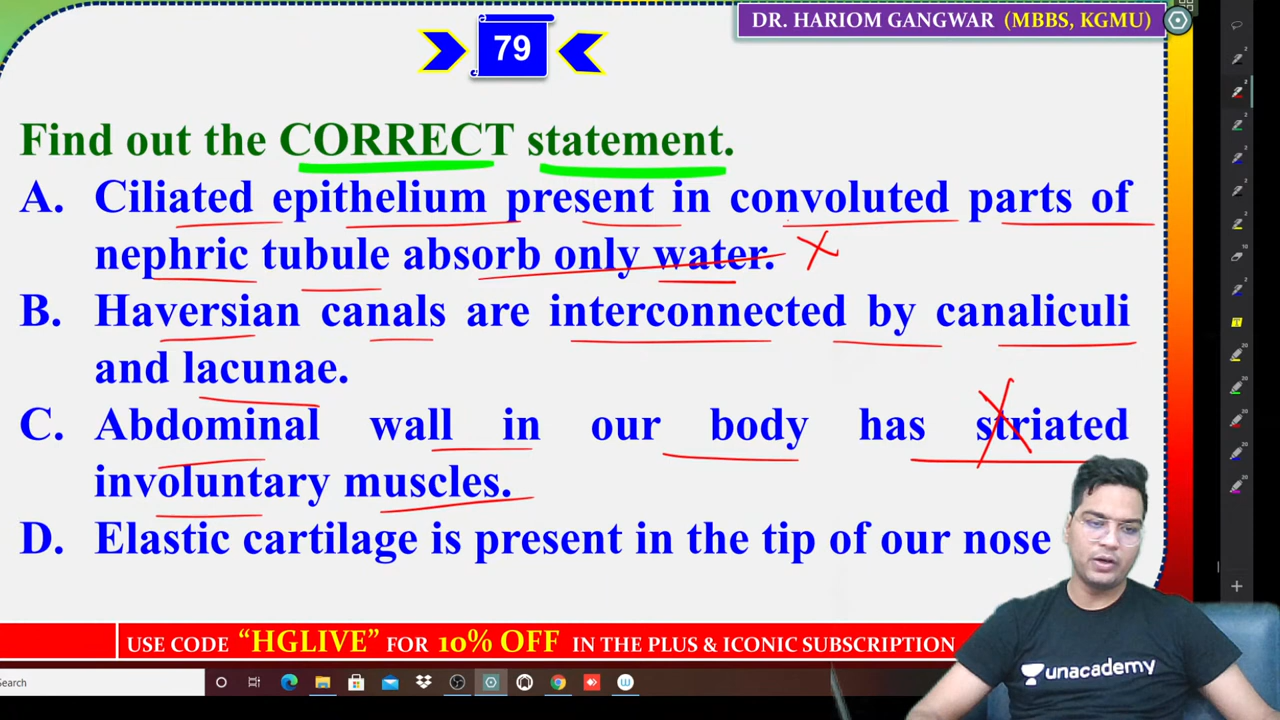 DR. HARIOM GANGWAR (MBBS, KGMU)
79
Find out the CORRECT statement.
A. Ciliated epithelium present in convoluted parts of
nephric tubule absorb only water.
B. Haversian canals are interconnected by canaliculi
and lacunae.
C. Abdominal wall in our body has striated
involuntary muscles.
D. Elastic cartilage is present in the tip of our nose
unacademy
USE CODE “HGLIVE” FOR 10% OFF IN THE PLUS & ICONIC SUBSCRIPTION
Search